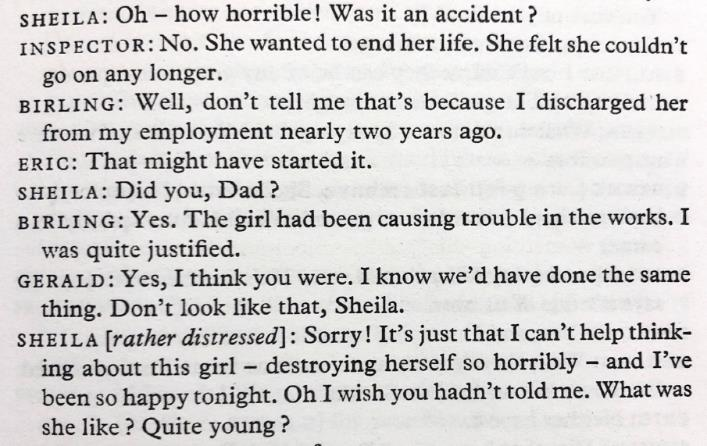 SHEILA: Oh – how horrible! Was it an accident?
INSPECTOR: No. She wanted to end her life. She felt she couldn't
go on any longer.
BIRLING: Well, don't tell me that's because I discharged her
from my employment nearly two years ago.
ERIC: That might have started it.
SHEILA: Did you, Dad?
BIRLING: Yes. The girl had been causing trouble in the works. I
was quite justified.
GERALD: Yes, I think you were. I know we'd have done the same
thing. Don't look like that, Sheila.
SHEILA [rather distressed]: Sorry! It's just that I can't help think-
ing about this girl – destroying herself so horribly – and I've
been so happy tonight. Oh I wish you hadn't told me. What was
she like? Quite young?